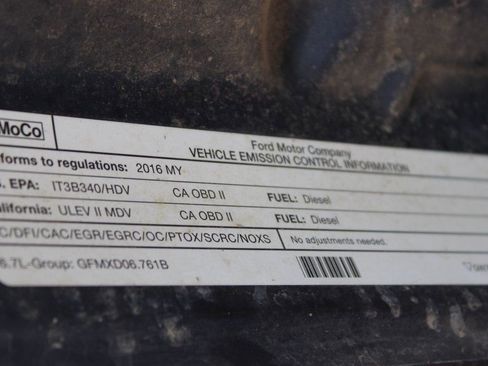 MoCo
Ford Motor Company
VEHICLE EMISSION CONTROL INFORMATION
forms to regulations: 2016 MY
EPA: IT3B340/HDV CA OBD II FUEL: Diesel
alifornia: ULEV II MDV CA OBD II FUEL: Diesel
C/DFI/CAC/EGR/EGRC/OC/PTOX/SCRC/NOXS No adjustments needed.
6.7L-Group: GFMXD06.761B